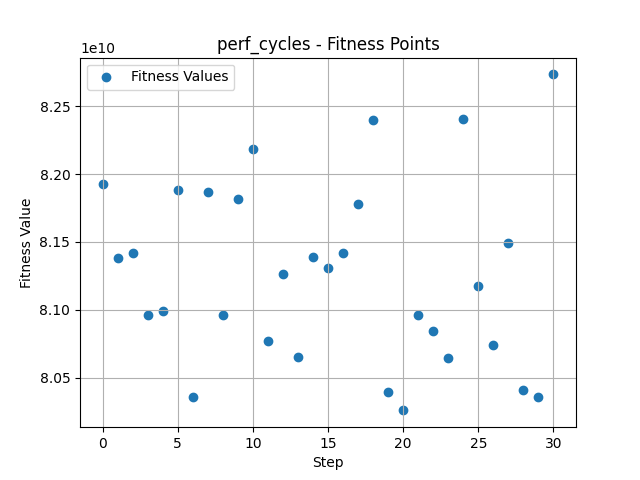 perf_cycles - Fitness Points
1e10
Fitness Values
8.25
8.20
8.15
8.10
8.05
Fitness Value
0 5 10 15 20 25 30
Step